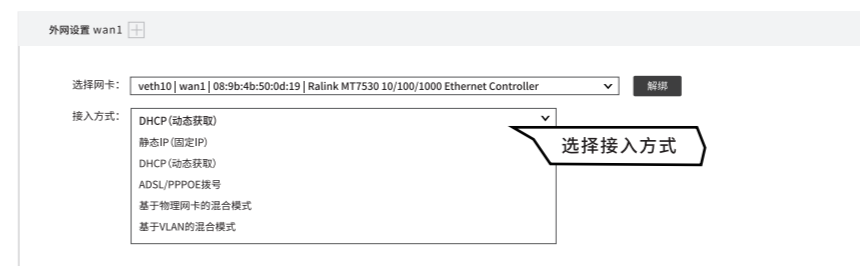 外网设置 wan1
选择网卡： veth10 | wan1 | 08:9b:4b:50:0d:19 | Ralink MT7530 10/100/1000 Ethernet Controller 解绑
接入方式： DHCP（动态获取）
静态IP（固定IP）
选择接入方式
DHCP（动态获取）
ADSL/PPPOE拨号
基于物理网卡的混合模式
基于VLAN的混合模式